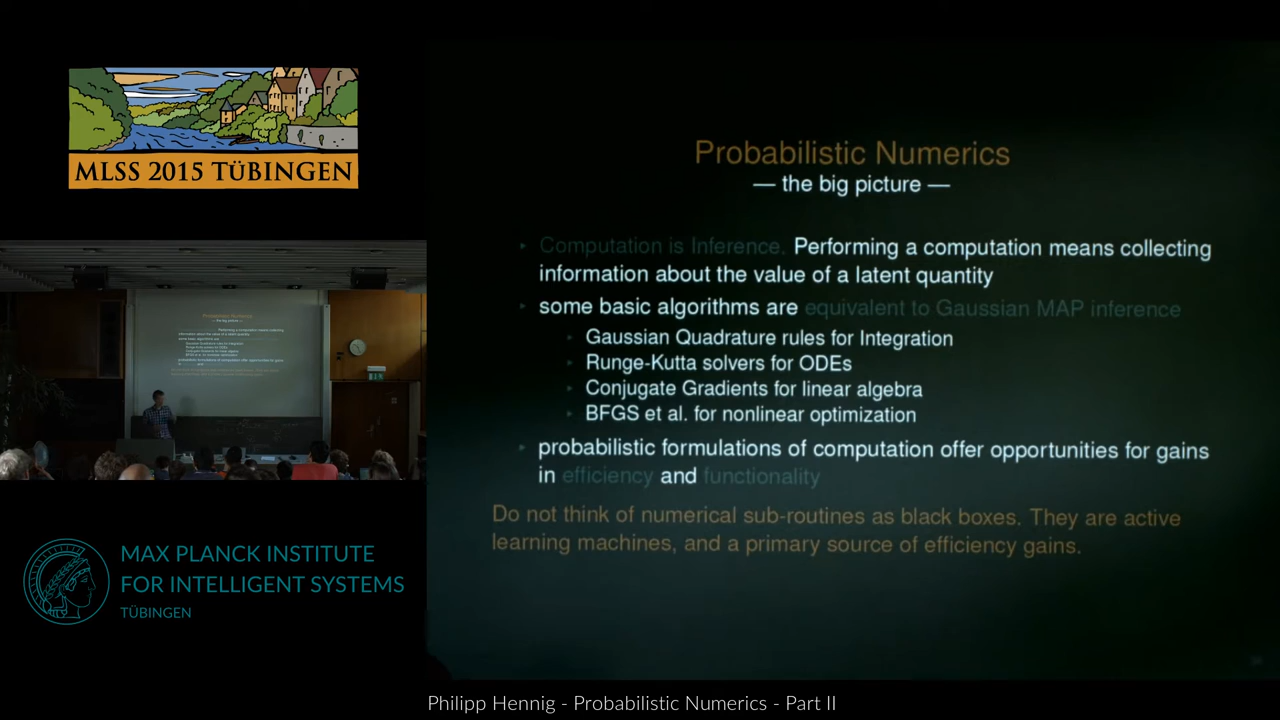 MLSS 2015 TÜBINGEN
Probabilistic Numerics
— the big picture —
Computation is Inference. Performing a computation means collecting
information about the value of a latent quantity
some basic algorithms are equivalent to Gaussian MAP inference
Gaussian Quadrature rules for Integration
Runge-Kutta solvers for ODEs
Conjugate Gradients for linear algebra
BFGS et al. for nonlinear optimization
probabilistic formulations of computation offer opportunities for gains
in efficiency and functionality
Do not think of numerical sub-routines as black boxes. They are active
learning machines, and a primary source of efficiency gains.
MAX PLANCK INSTITUTE
FOR INTELLIGENT SYSTEMS
TÜBINGEN
Philipp Hennig - Probabilistic Numerics - Part II